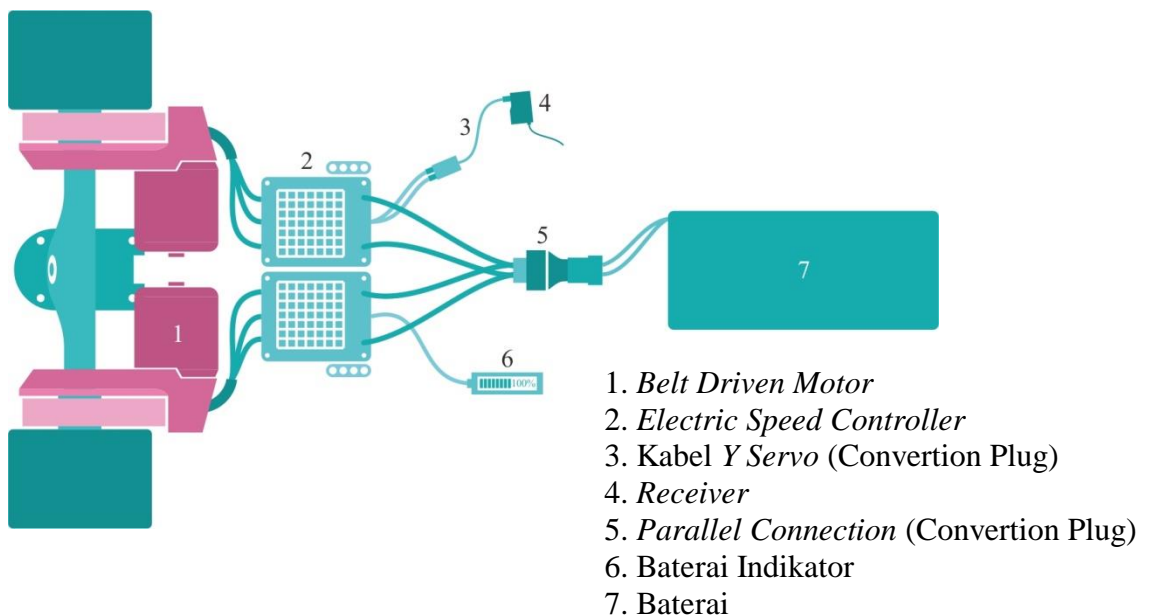 4
3
2
5
7
1
6
100%
1. Belt Driven Motor
2. Electric Speed Controller
3. Kabel Y Servo (Convertion Plug)
4. Receiver
5. Parallel Connection (Convertion Plug)
6. Baterai Indikator
7. Baterai